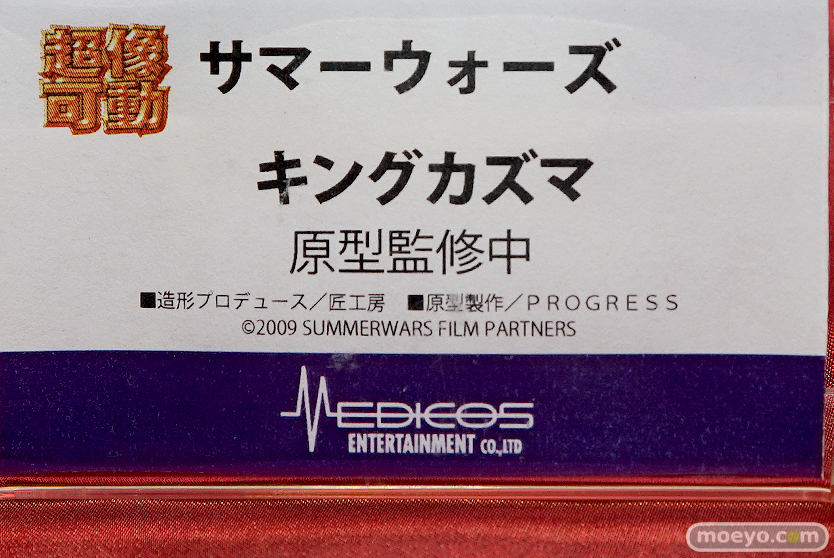 超像
可動
サマーウォーズ
キングカズマ
原型監修中
■造形プロデュース／匠工房　■原型製作／ＰＲＯＧＲＥＳＳ
©2009 SUMMERWARS FILM PARTNERS
MEDICOS
ENTERTAINMENT CO.,LTD
moeyo.com